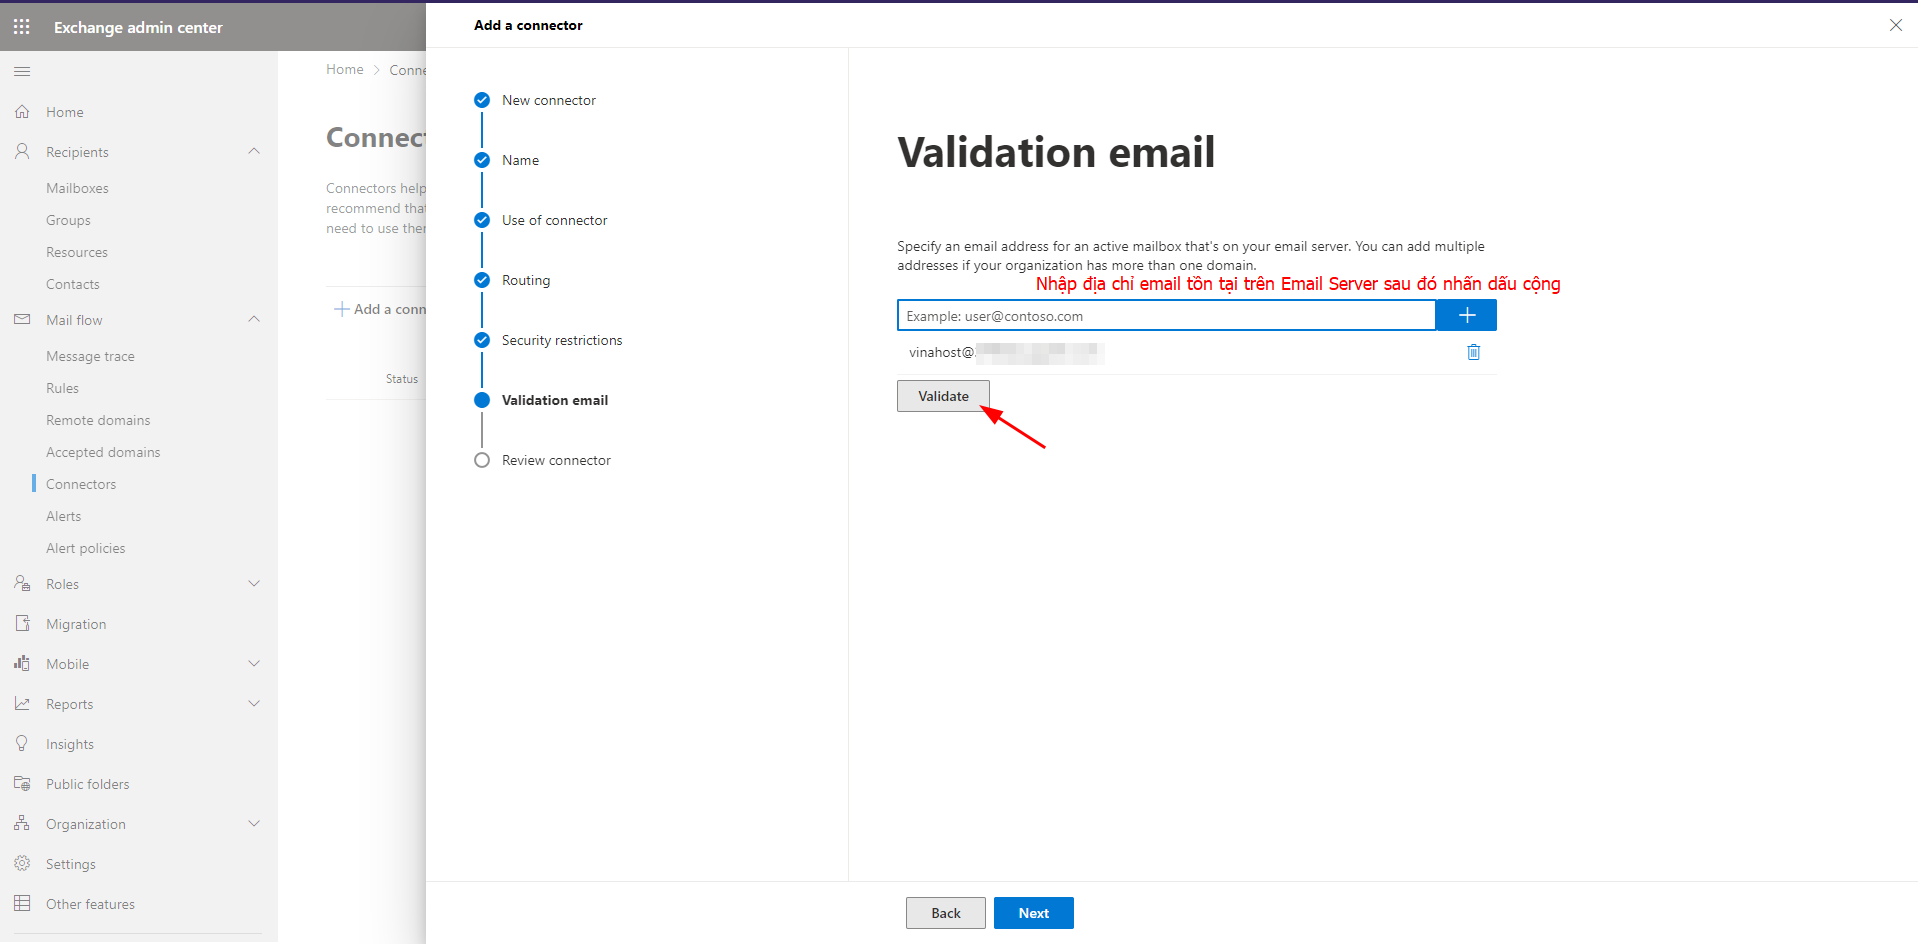 Exchange admin center
Home
Recipients
Mailboxes
Groups
Resources
Contacts
Mail flow
Message trace
Rules
Remote domains
Accepted domains
Connectors
Alerts
Alert policies
Roles
Migration
Mobile
Reports
Insights
Public folders
Organization
Settings
Other features
Home > Conne
Connect
Connectors help
recommend that
need to use ther
+ Add a conn
Status
Add a connector
New connector
Name
Use of connector
Routing
Security restrictions
Validation email
Review connector
Validation email
Specify an email address for an active mailbox that's on your email server. You can add multiple
addresses if your organization has more than one domain.
Nhập địa chỉ email tồn tại trên Email Server sau đó nhấn dấu cộng
Example: user@contoso.com
vinahost@
Validate
Back
Next